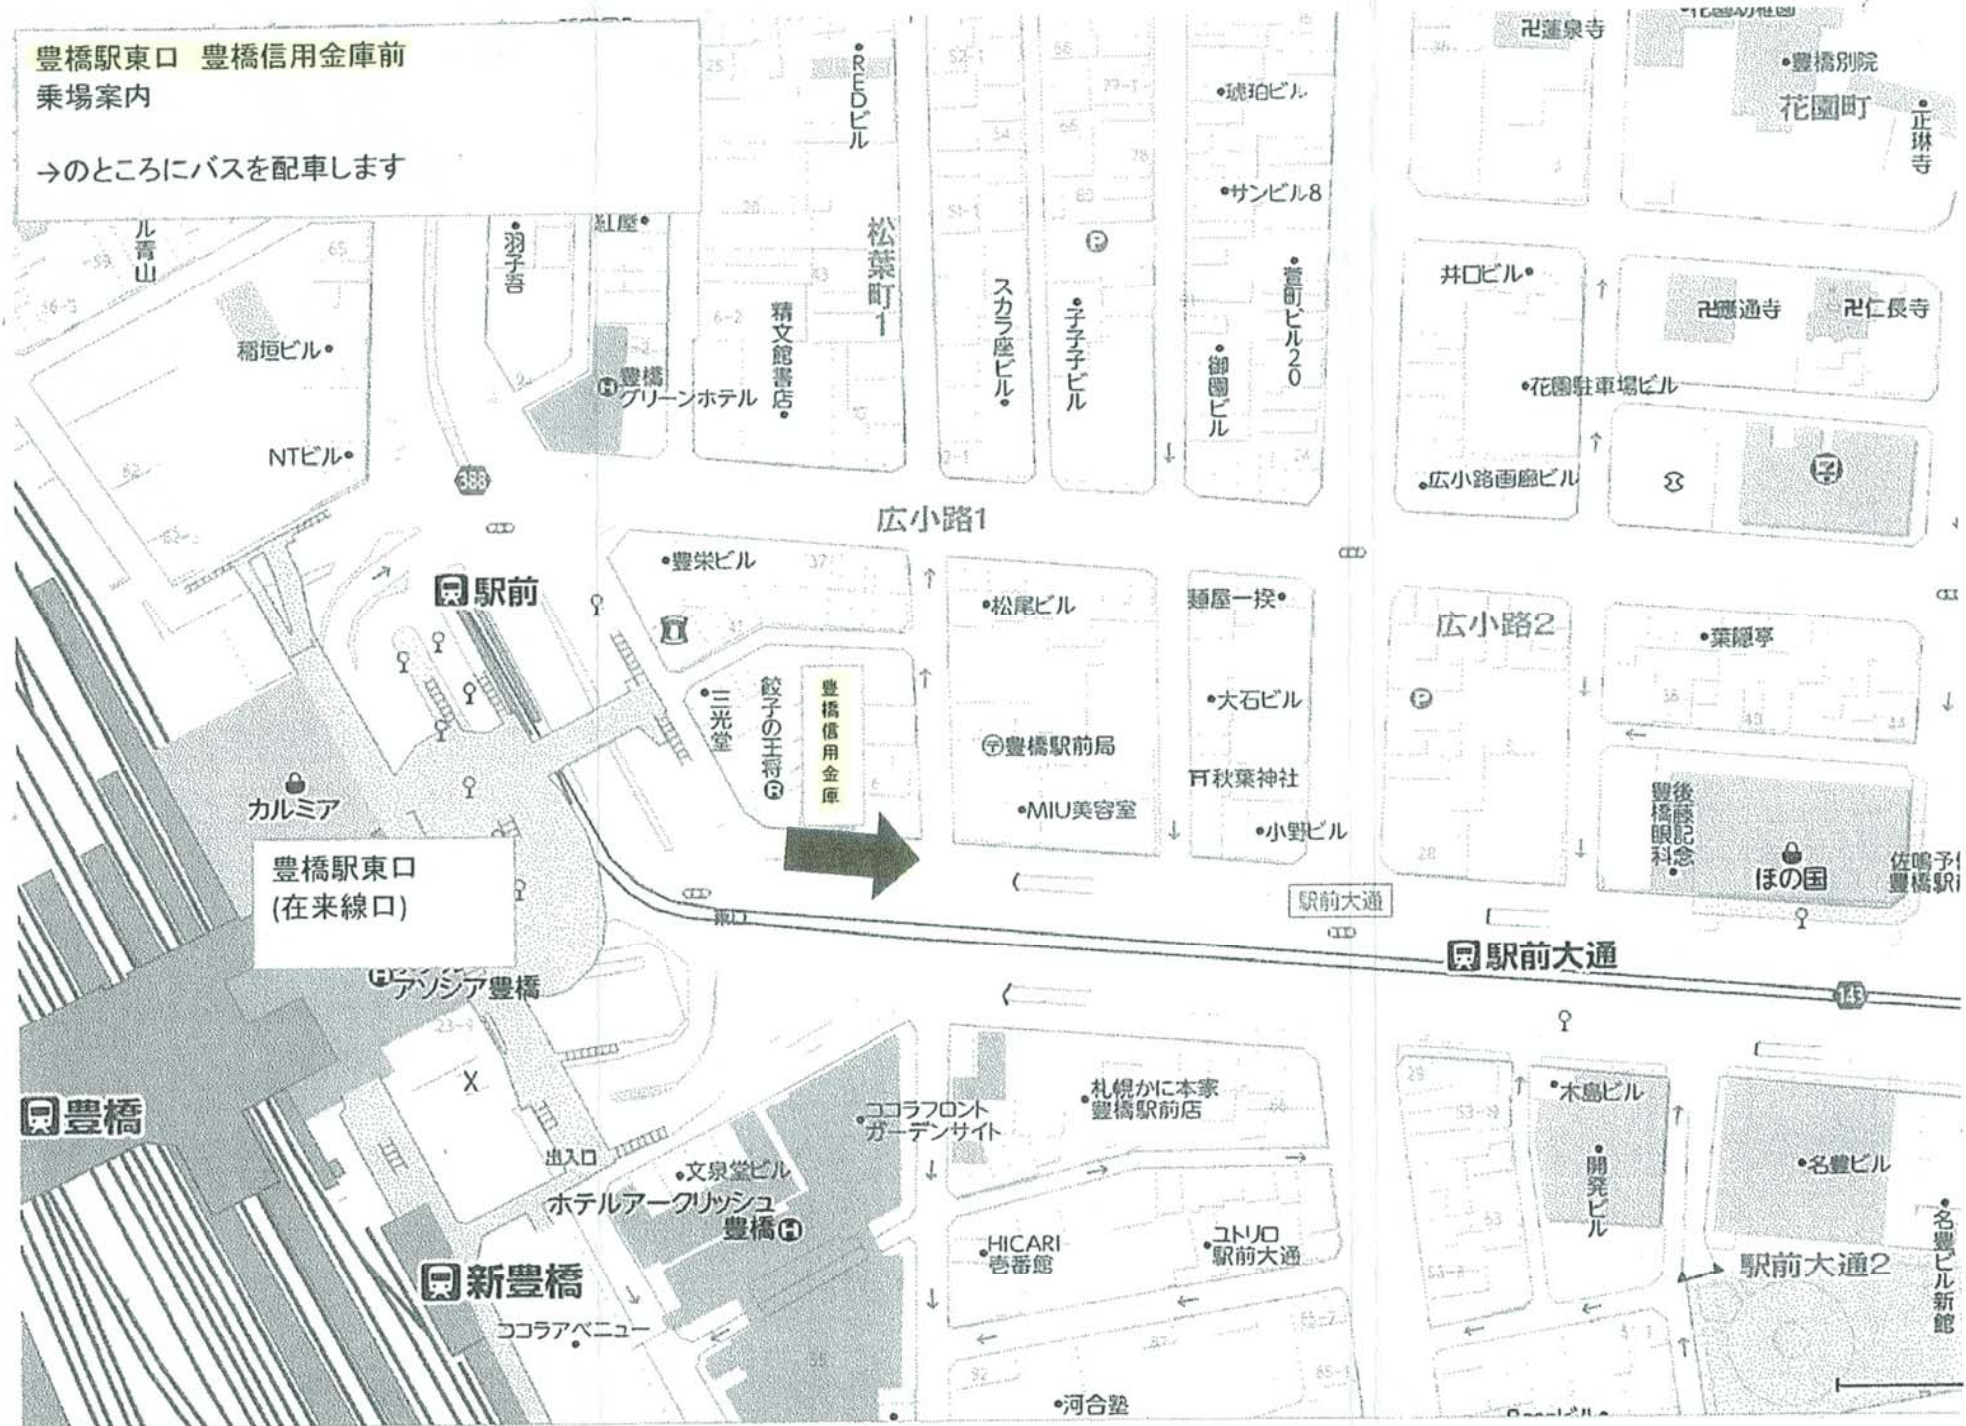 豊橋駅東口 豊橋信用金庫前
乗場案内
→のところにバスを配車します
REDビル
琥珀ビル
サンビル8
卍蓮泉寺
豊橋別院
花園町
正琳寺
ル青山
羽子吾
紅屋
松葉町1
稲垣ビル
NTビル
豊橋
グリーンホテル
精文館書店
スカラ座ビル
子子子ビル
御園ビル
萱町ビル20
井口ビル
卍應通寺
卍仁長寺
花園駐車場ビル
広小路画廊ビル
388
広小路1
駅前
豊栄ビル
松尾ビル
麺屋一揆
広小路2
葉隠亭
三光堂
餃子の王将
豊橋信用金庫
豊橋駅前局
大石ビル
秋葉神社
MIU美容室
小野ビル
後藤記念
豊橋眼科
ほの国
カルミア
豊橋駅東口
(在来線口)
アソシア豊橋
東口
駅前大通
駅前大通
143
豊橋
出入口
文泉堂ビル
ホテルアークリッシュ
豊橋
ココラフロント
ガーデンサイト
札幌かに本家
豊橋駅前店
木島ビル
開発ビル
名豊ビル
名豊ビル新館
新豊橋
HICARI
壱番館
ユトリロ
駅前大通
駅前大通2
ココラアベニュー
河合塾